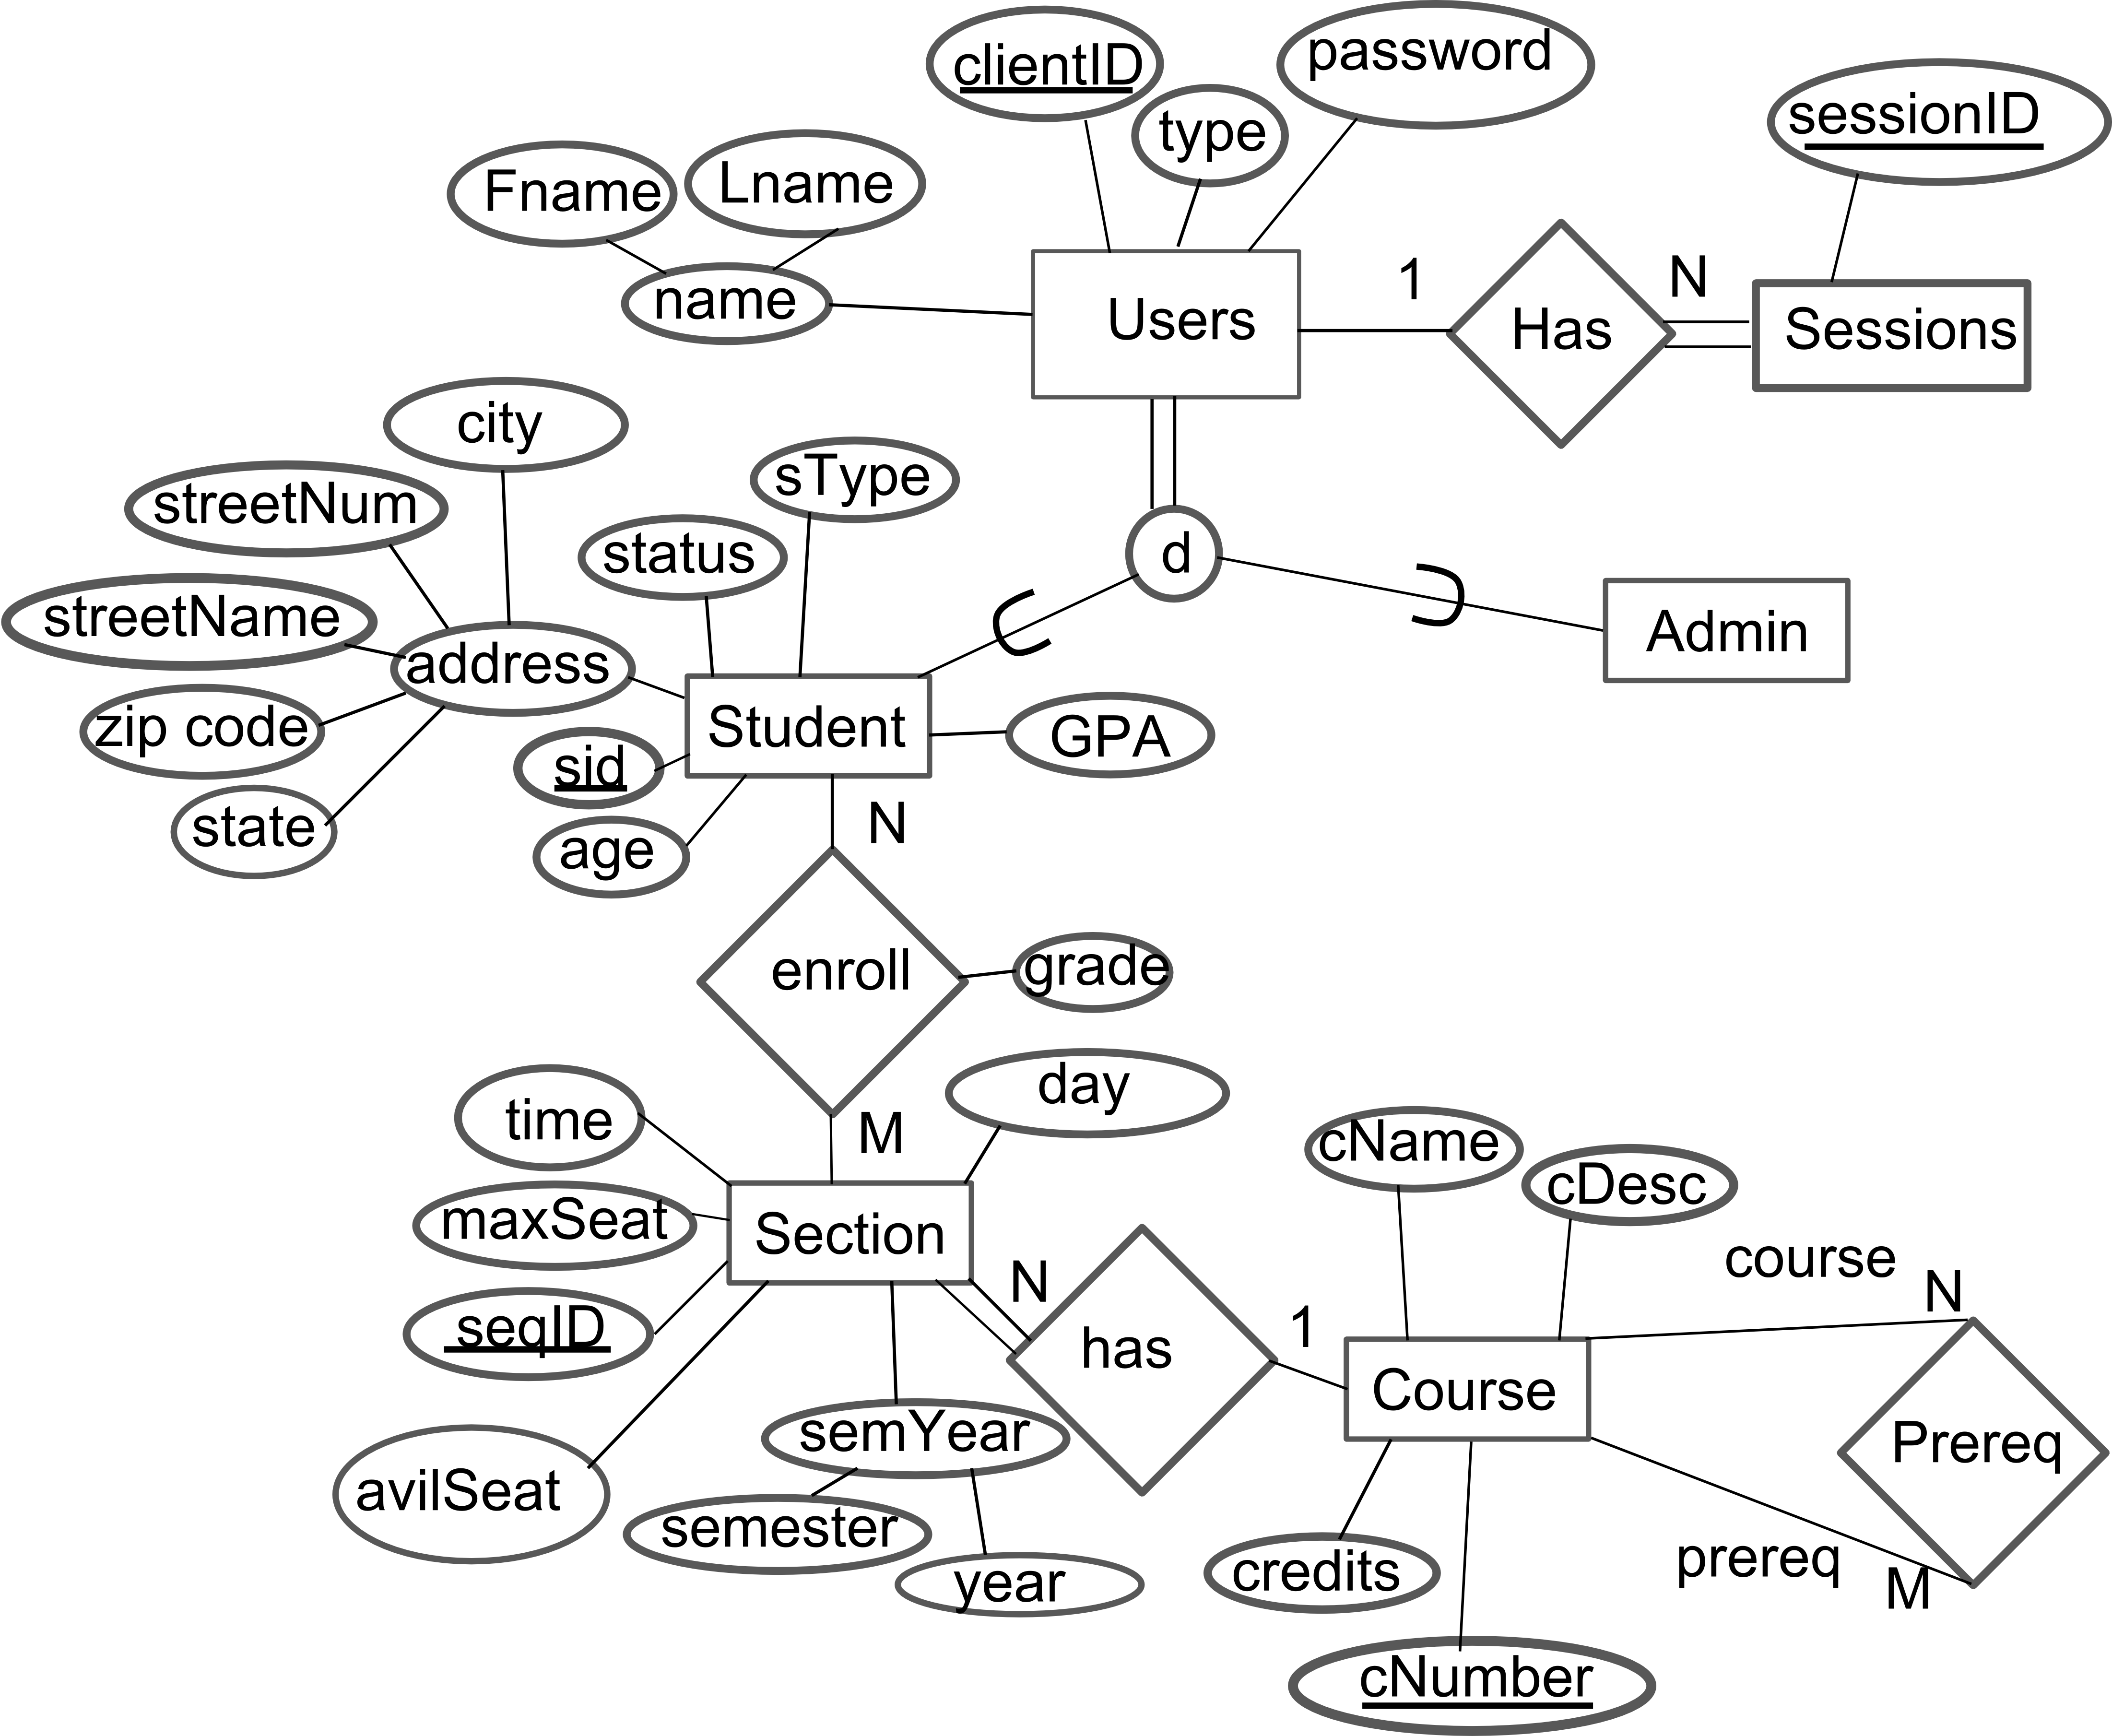 clientID
password
type
sessionID
Fname
Lname
name
Users
1
Has
N
Sessions
city
streetNum
sType
status
d
streetName
address
Admin
zip code
Student
GPA
sid
state
age
N
enroll
grade
time
M
day
cName
cDesc
maxSeat
Section
course
N
N
seqID
has
1
Course
semYear
Prereq
avilSeat
semester
year
credits
prereq
M
cNumber